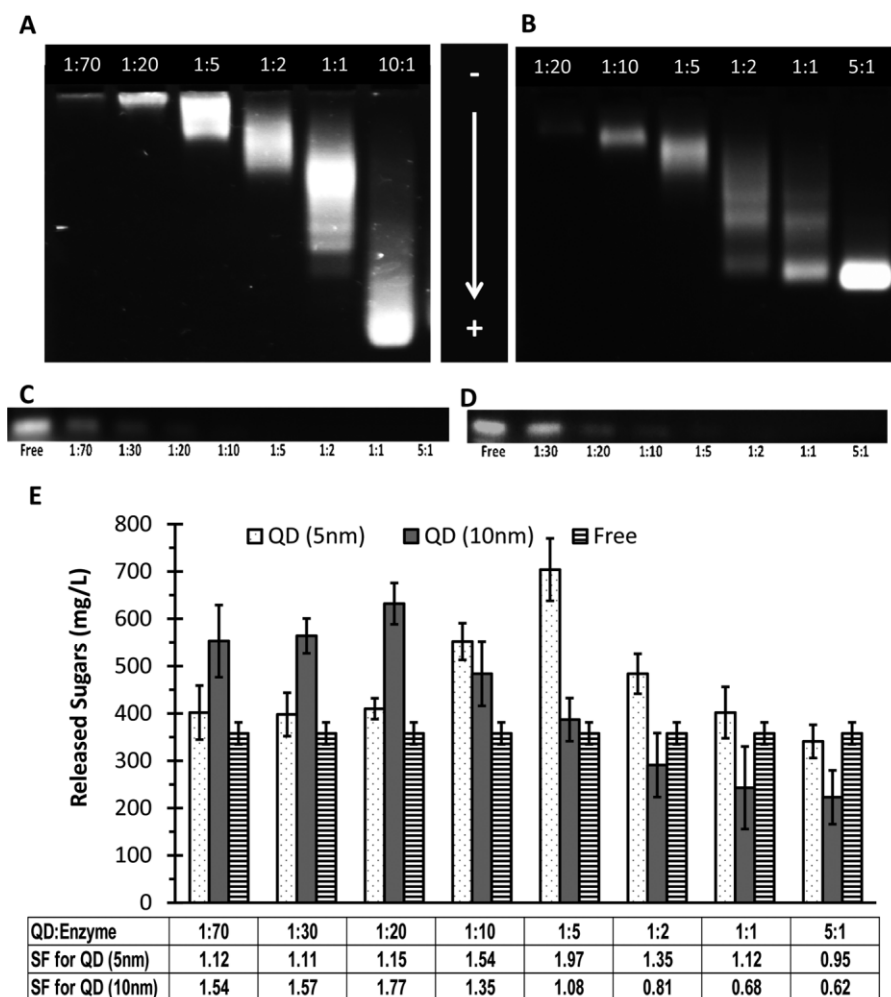 A
1:70 1:20 1:5 1:2 1:1 10:1
-
+
B
1:20 1:10 1:5 1:2 1:1 5:1
C
Free 1:70 1:30 1:20 1:10 1:5 1:2 1:1 5:1
D
Free 1:30 1:20 1:10 1:5 1:2 1:1 5:1
E
QD (5nm) QD (10nm) Free
Released Sugars (mg/L)
800
700
600
500
400
300
200
100
0
QD:Enzyme 1:70 1:30 1:20 1:10 1:5 1:2 1:1 5:1
SF for QD (5nm) 1.12 1.11 1.15 1.54 1.97 1.35 1.12 0.95
SF for QD (10nm) 1.54 1.57 1.77 1.35 1.08 0.81 0.68 0.62